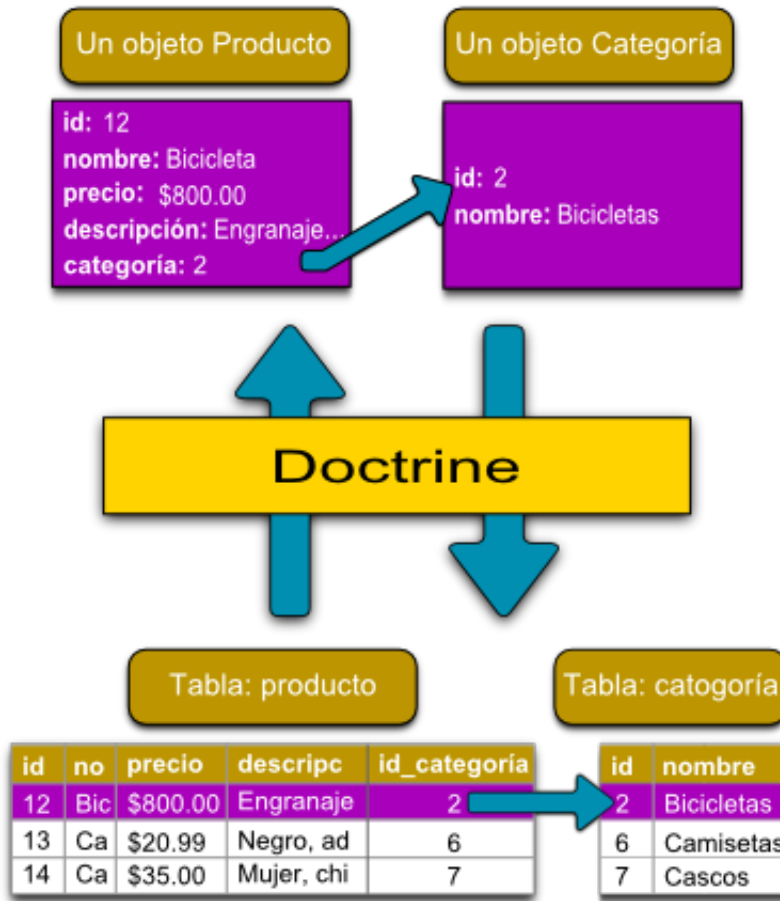 Un objeto Producto
Un objeto Categoría
id: 12
nombre: Bicicleta
precio: $800.00
descripción: Engranaje...
categoría: 2
id: 2
nombre: Bicicletas
Doctrine
Tabla: producto
Tabla: catogoría
id no precio descripc id_categoría
12 Bic $800.00 Engranaje 2
13 Ca $20.99 Negro, ad 6
14 Ca $35.00 Mujer, chi 7
id nombre
2 Bicicletas
6 Camisetas
7 Cascos